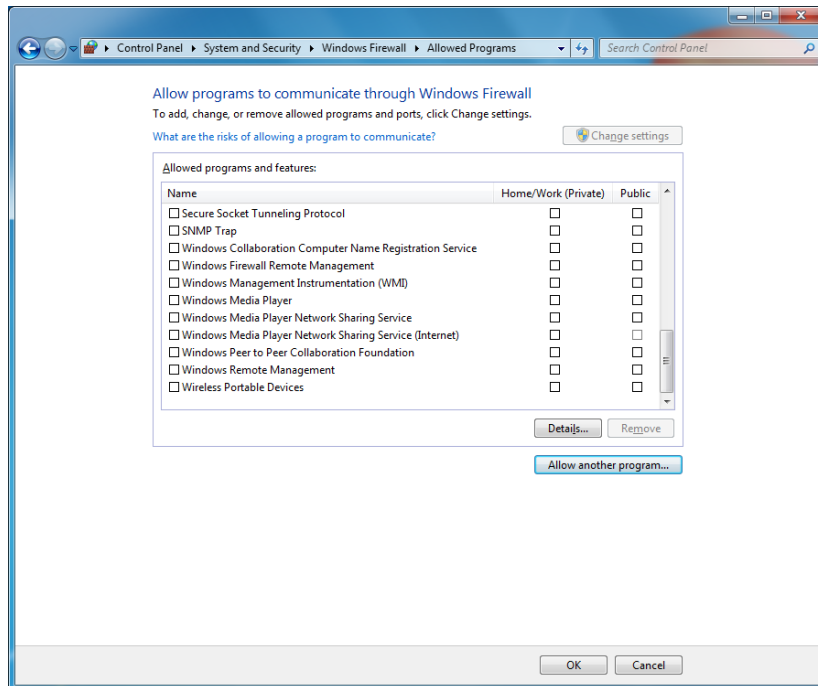 Control Panel ▸ System and Security ▸ Windows Firewall ▸ Allowed Programs
Search Control Panel
Allow programs to communicate through Windows Firewall
To add, change, or remove allowed programs and ports, click Change settings.
What are the risks of allowing a program to communicate?
Change settings
Allowed programs and features:
Name Home/Work (Private) Public
Secure Socket Tunneling Protocol
SNMP Trap
Windows Collaboration Computer Name Registration Service
Windows Firewall Remote Management
Windows Management Instrumentation (WMI)
Windows Media Player
Windows Media Player Network Sharing Service
Windows Media Player Network Sharing Service (Internet)
Windows Peer to Peer Collaboration Foundation
Windows Remote Management
Wireless Portable Devices
Details... Remove
Allow another program...
OK Cancel